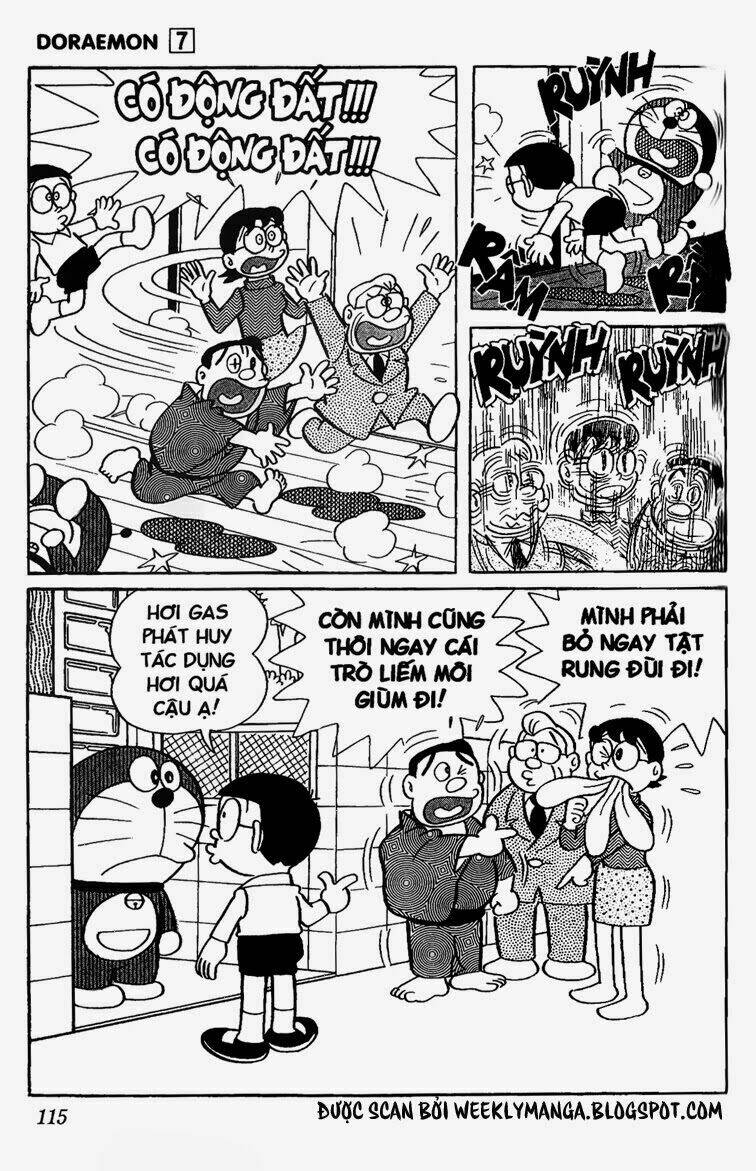 DORAEMON 7
CÓ ĐỘNG ĐẤT!!!
CÓ ĐỘNG ĐẤT!!!
RUỲNH
RẦM
RẦ
RUỲNH
RUỲNH
HƠI GAS
PHÁT HUY
TÁC DỤNG
HƠI QUÁ
CẬU Ạ!
CÒN MÌNH CŨNG
THÔI NGAY CÁI
TRÒ LIẾM MÔI
GIÙM ĐI!
MÌNH PHẢI
BỎ NGAY TẬT
RUNG ĐÙI ĐI!
115
ĐƯỢC SCAN BỞI WEEKLYMANGA.BLOGSPOT.COM